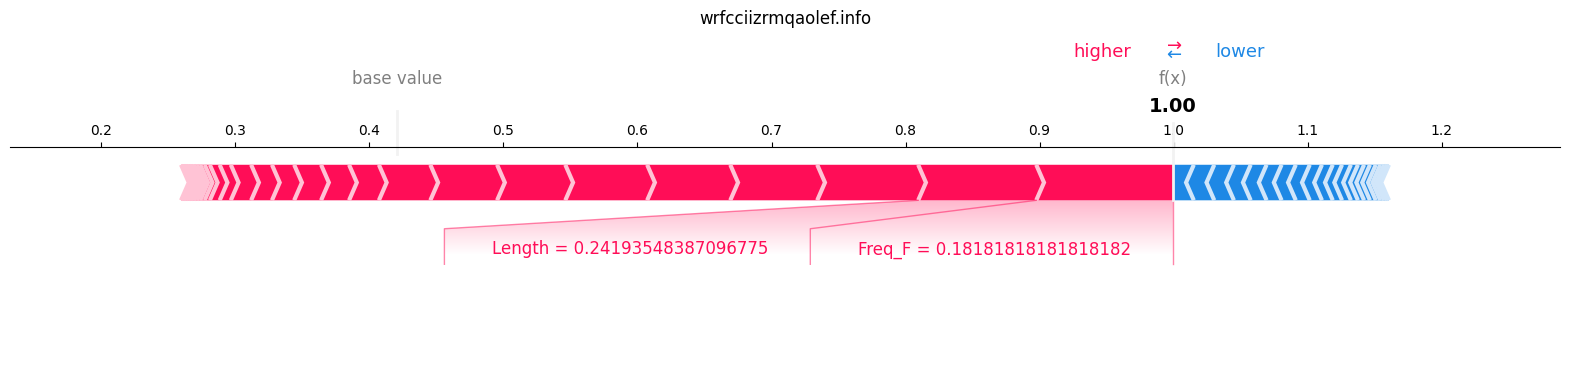 wrfcciizrmqaolef.info
higher ⇄ lower
base value f(x)
1.00
0.2 0.3 0.4 0.5 0.6 0.7 0.8 0.9 1.0 1.1 1.2
Length = 0.24193548387096775 Freq_F = 0.18181818181818182